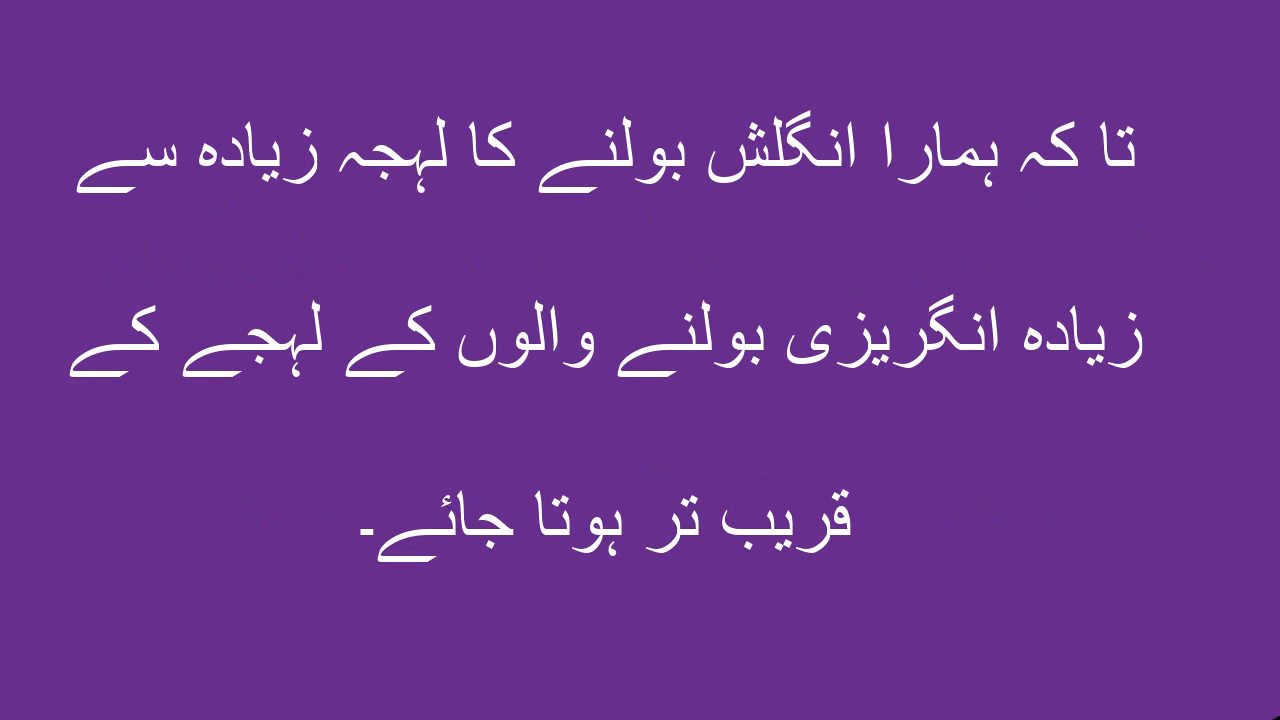 تا کہ ہمارا انگلش بولنے کا لہجہ زیادہ سے
زیادہ انگریزی بولنے والوں کے لہجے کے
قریب تر ہوتا جائے۔